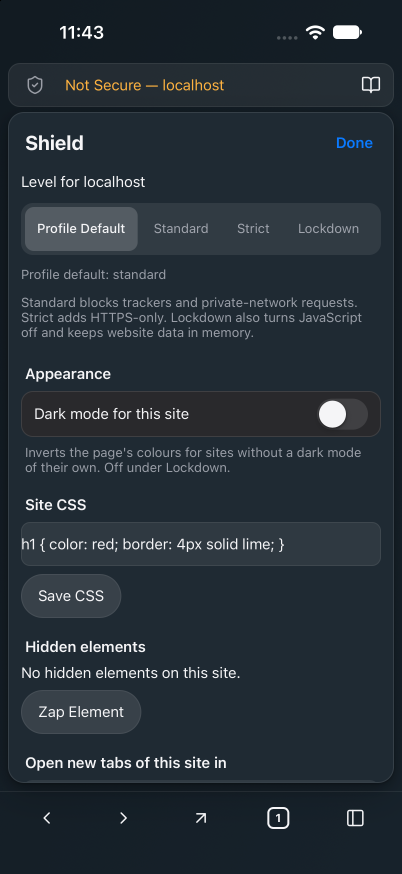 11:43
Not Secure — localhost
Shield
Done
Level for localhost
Profile Default
Standard
Strict
Lockdown
Profile default: standard
Standard blocks trackers and private-network requests.
Strict adds HTTPS-only. Lockdown also turns JavaScript
off and keeps website data in memory.
Appearance
Dark mode for this site
Inverts the page's colours for sites without a dark mode
of their own. Off under Lockdown.
Site CSS
h1 { color: red; border: 4px solid lime; }
Save CSS
Hidden elements
No hidden elements on this site.
Zap Element
Open new tabs of this site in
1